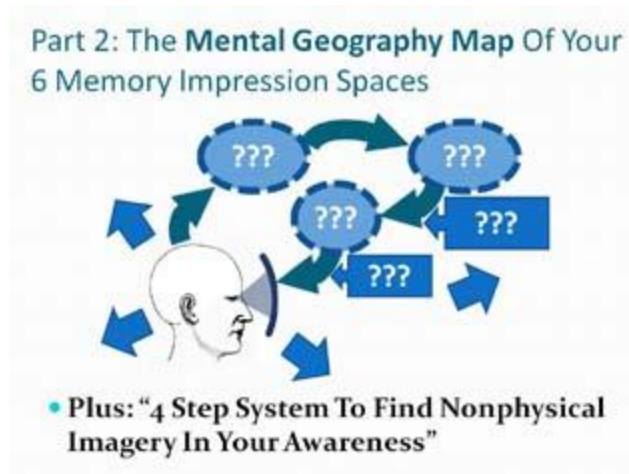 Part 2: The Mental Geography Map Of Your
6 Memory Impression Spaces
???
???
???
???
???
• Plus: “4 Step System To Find Nonphysical
Imagery In Your Awareness”